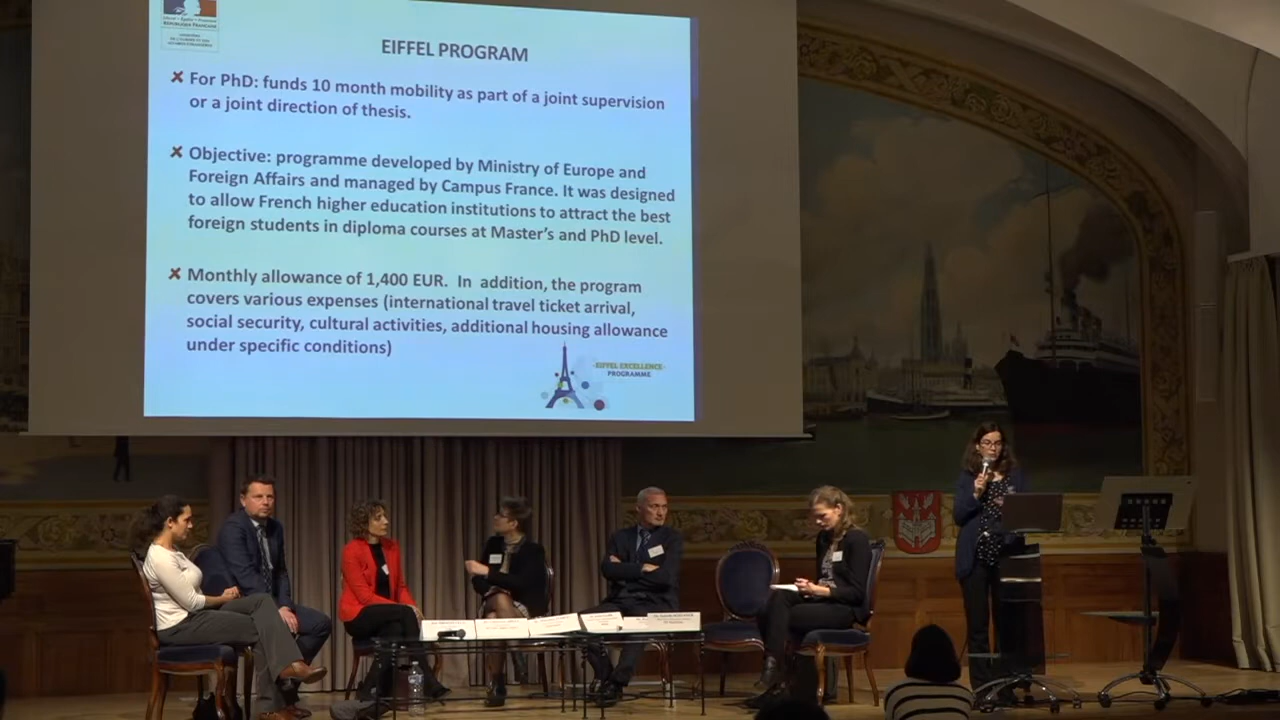 RÉPUBLIQUE FRANÇAISE
EIFFEL PROGRAM
For PhD: funds 10 month mobility as part of a joint supervision
or a joint direction of thesis.
Objective: programme developed by Ministry of Europe and
Foreign Affairs and managed by Campus France. It was designed
to allow French higher education institutions to attract the best
foreign students in diploma courses at Master's and PhD level.
Monthly allowance of 1,400 EUR. In addition, the program
covers various expenses (international travel ticket arrival,
social security, cultural activities, additional housing allowance
under specific conditions)
EIFFEL EXCELLENCE
PROGRAMME